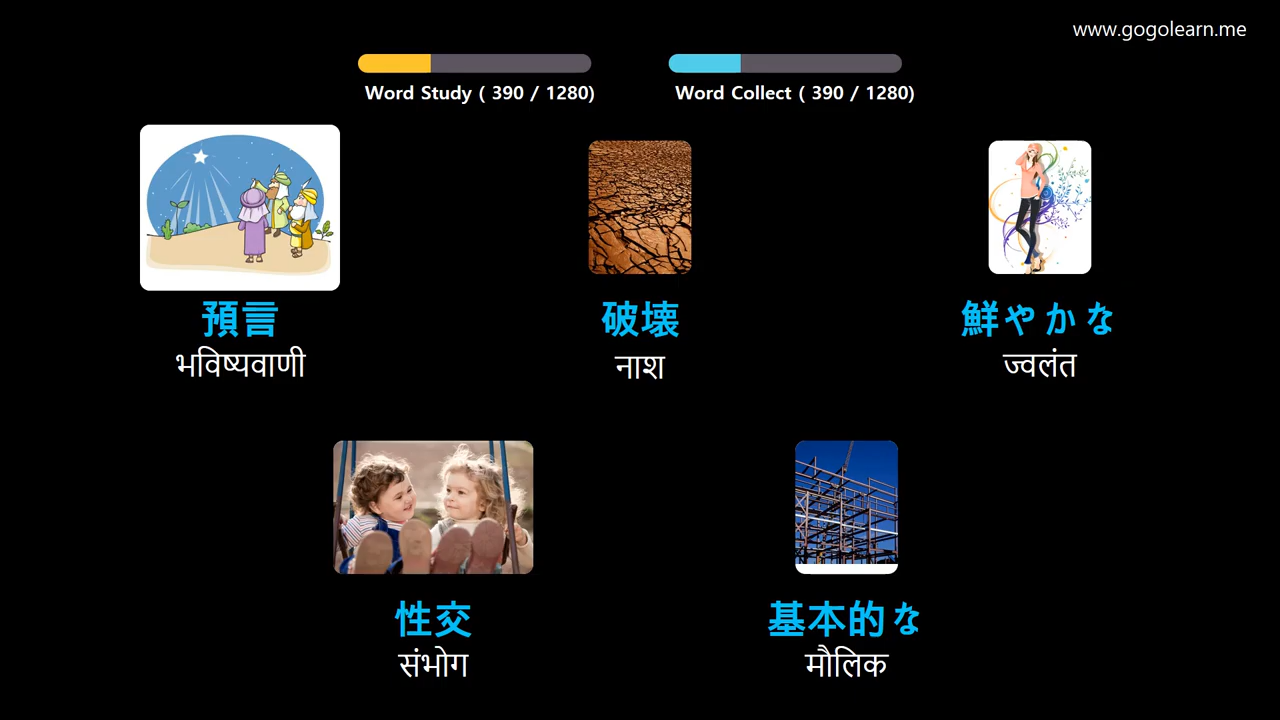 www.gogolearn.me
Word Study ( 390 / 1280)
Word Collect ( 390 / 1280)
預言
भविष्यवाणी
破壊
नाश
鮮やかな
ज्वलंत
性交
संभोग
基本的な
मौलिक